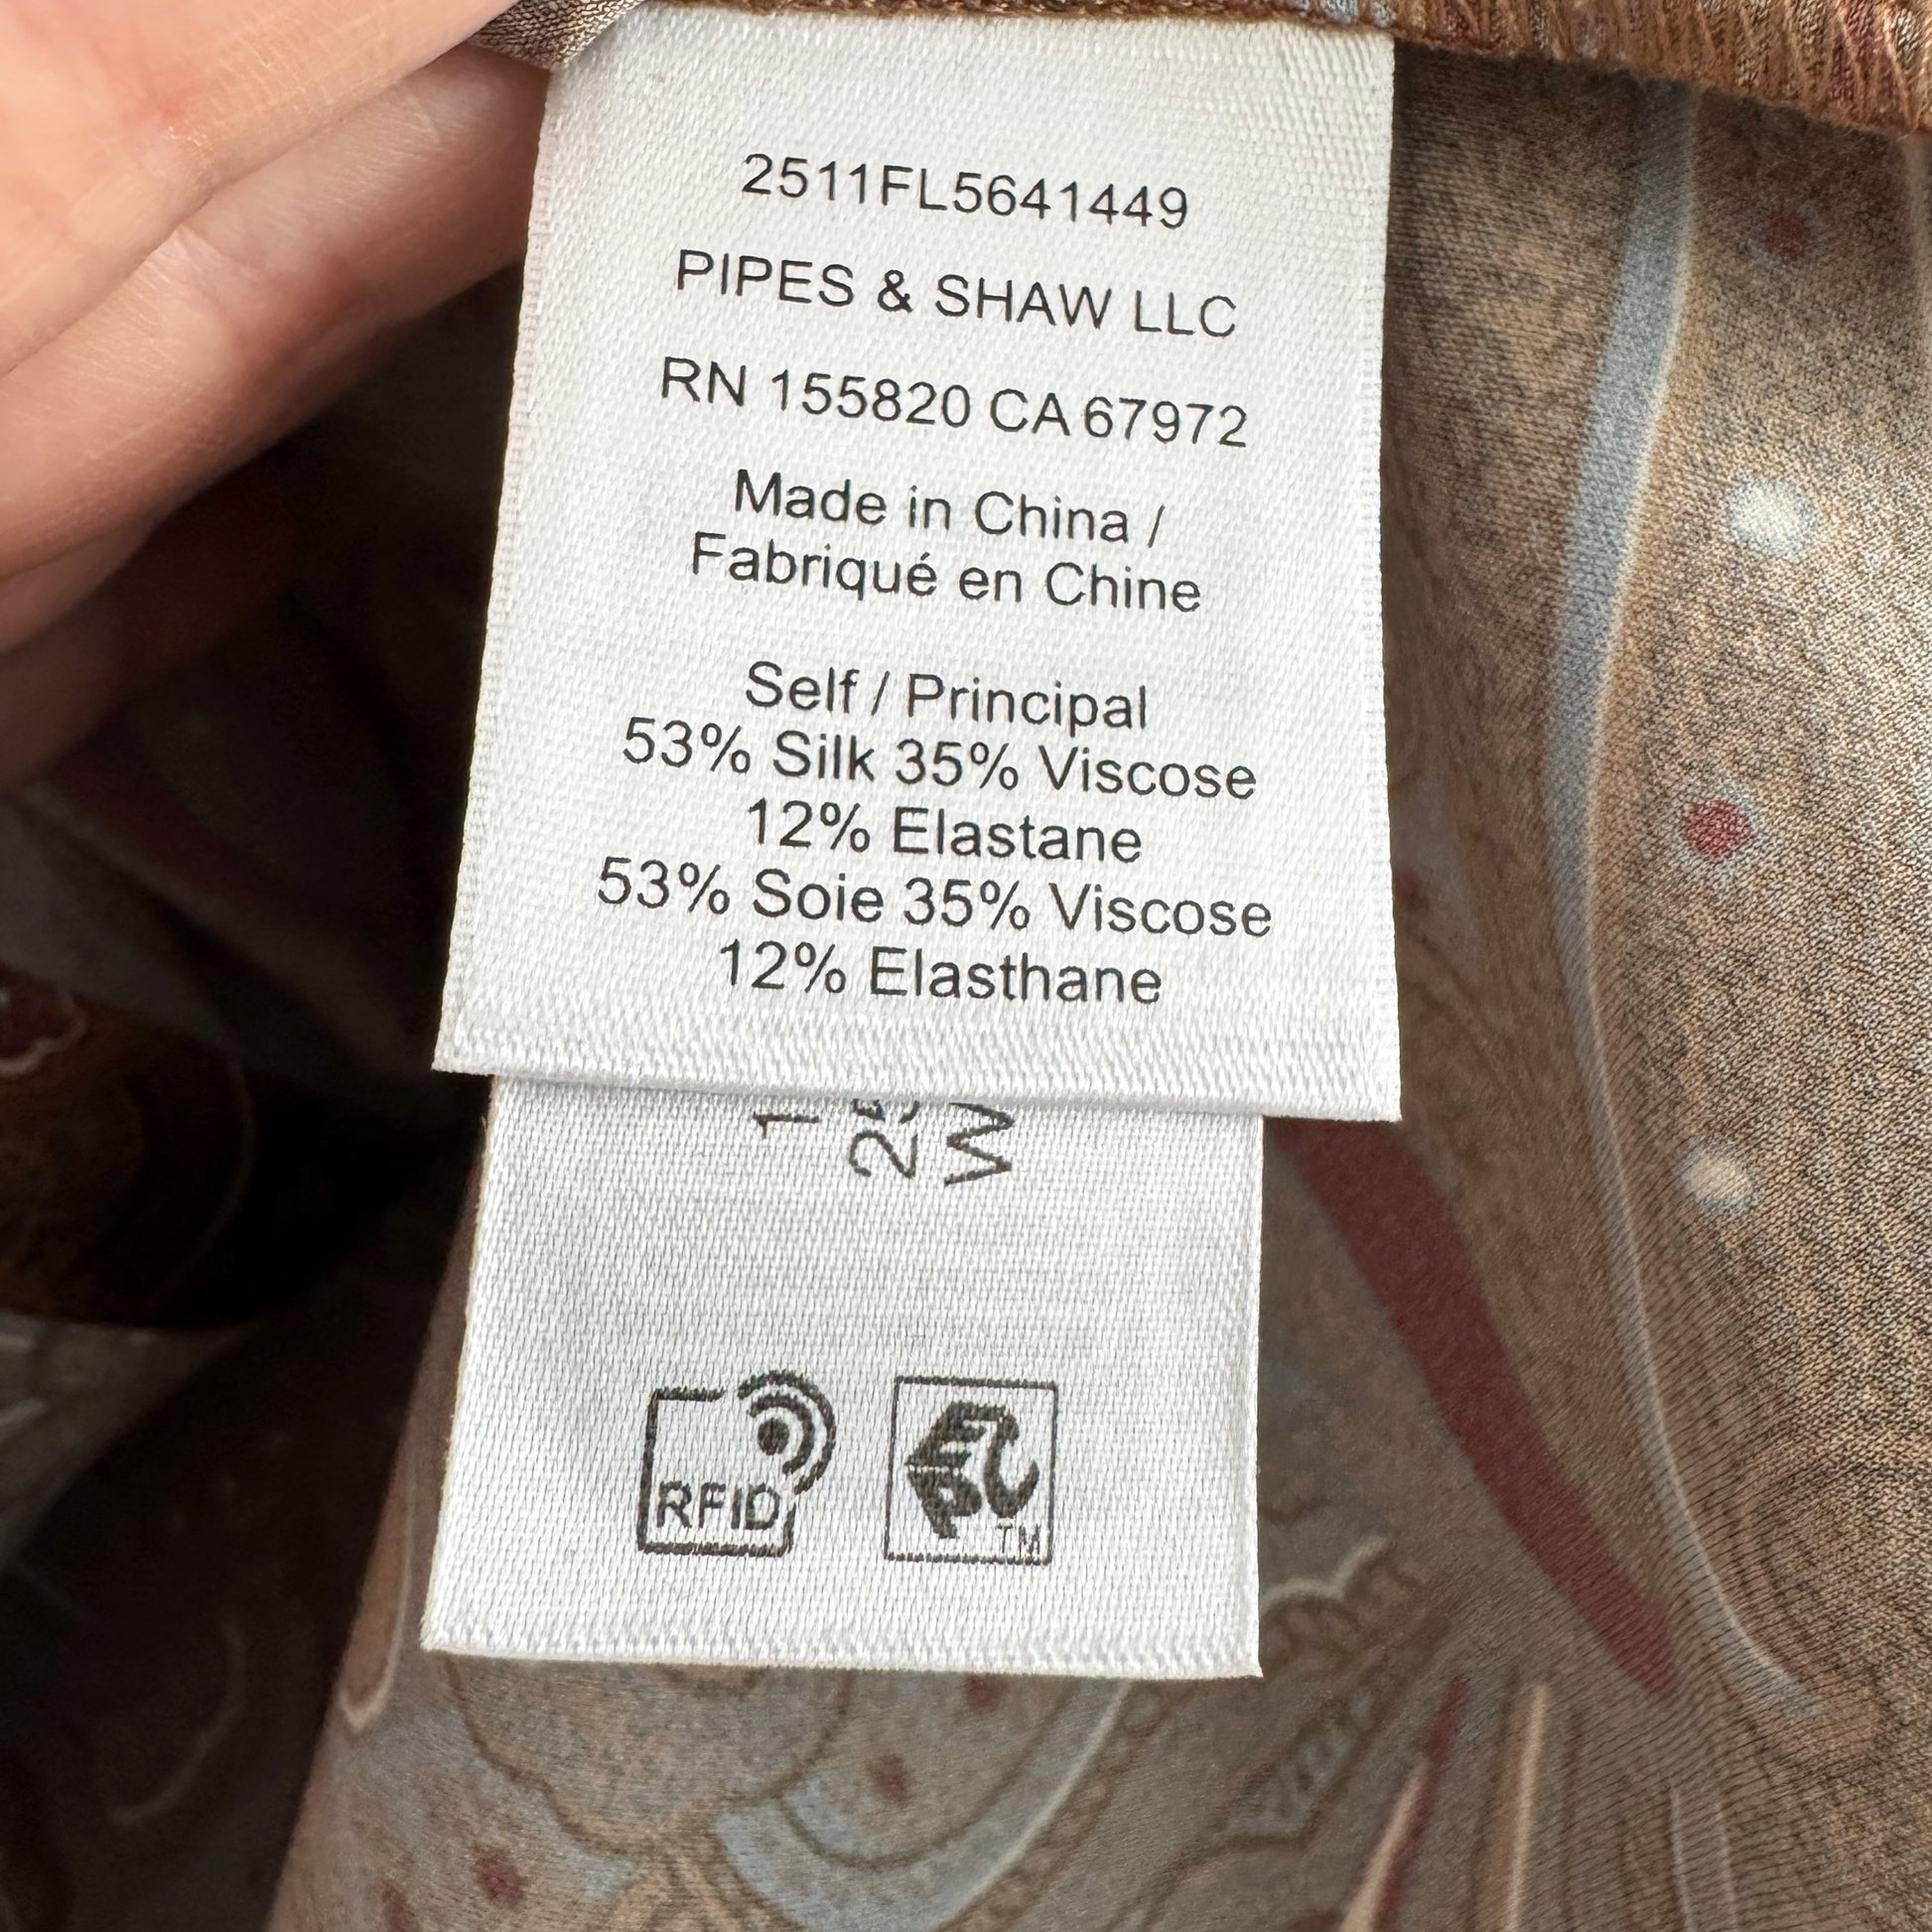 2511FL5641449
PIPES & SHAW LLC
RN 155820 CA 67972
Made in China /
Fabriqué en Chine
Self / Principal
53% Silk 35% Viscose
12% Elastane
53% Soie 35% Viscose
12% Elasthane
RFID
EPC
TM